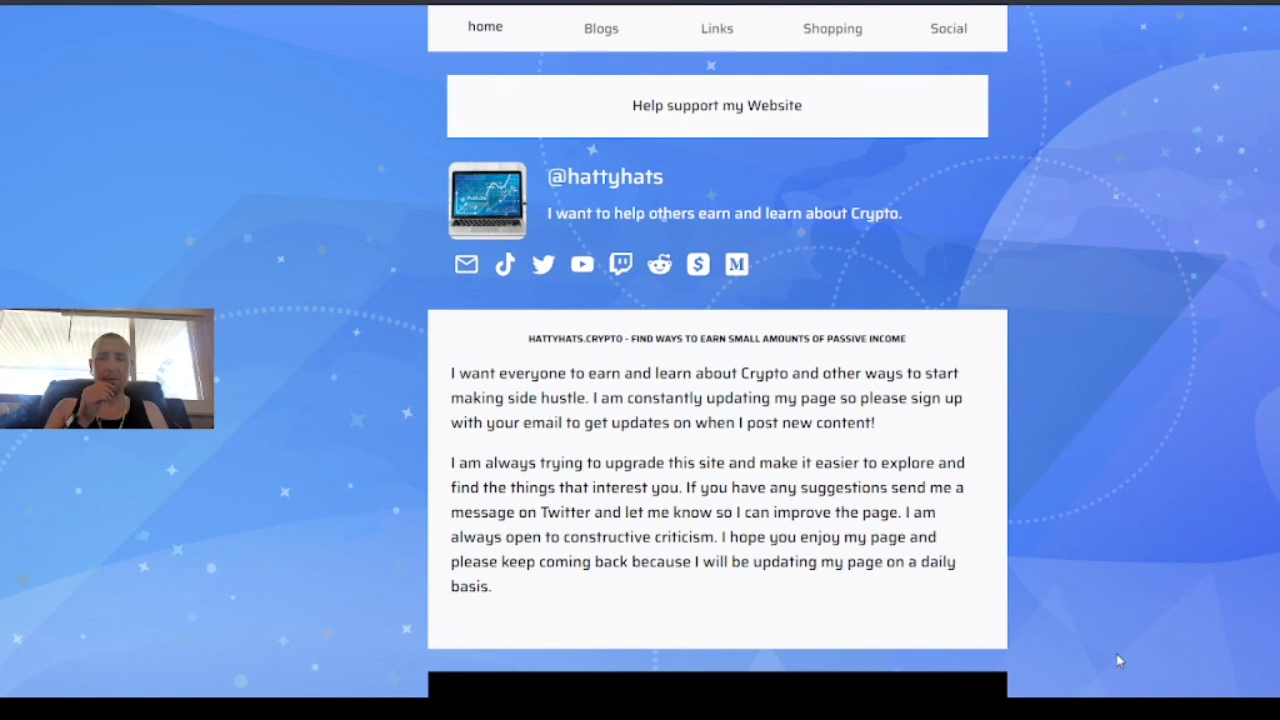 home
Blogs
Links
Shopping
Social
Help support my Website
@hattyhats
I want to help others earn and learn about Crypto.
HATTYHATS.CRYPTO - FIND WAYS TO EARN SMALL AMOUNTS OF PASSIVE INCOME
I want everyone to earn and learn about Crypto and other ways to start
making side hustle. I am constantly updating my page so please sign up
with your email to get updates on when I post new content!
I am always trying to upgrade this site and make it easier to explore and
find the things that interest you. If you have any suggestions send me a
message on Twitter and let me know so I can improve the page. I am
always open to constructive criticism. I hope you enjoy my page and
please keep coming back because I will be updating my page on a daily
basis.